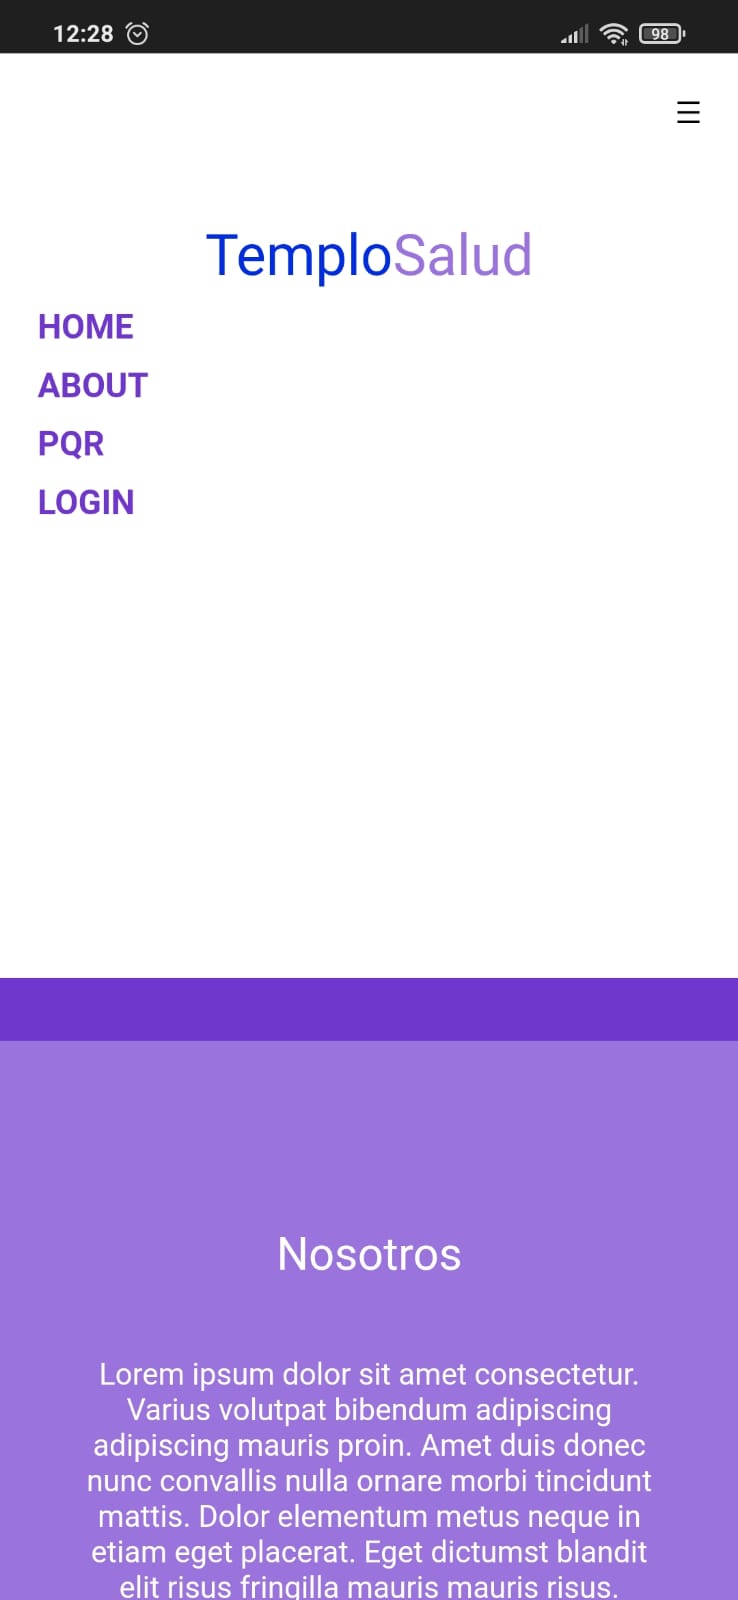 12:28
98
TemploSalud
HOME
ABOUT
PQR
LOGIN
Nosotros
Lorem ipsum dolor sit amet consectetur.
Varius volutpat bibendum adipiscing
adipiscing mauris proin. Amet duis donec
nunc convallis nulla ornare morbi tincidunt
mattis. Dolor elementum metus neque in
etiam eget placerat. Eget dictumst blandit
elit risus fringilla mauris mauris risus.